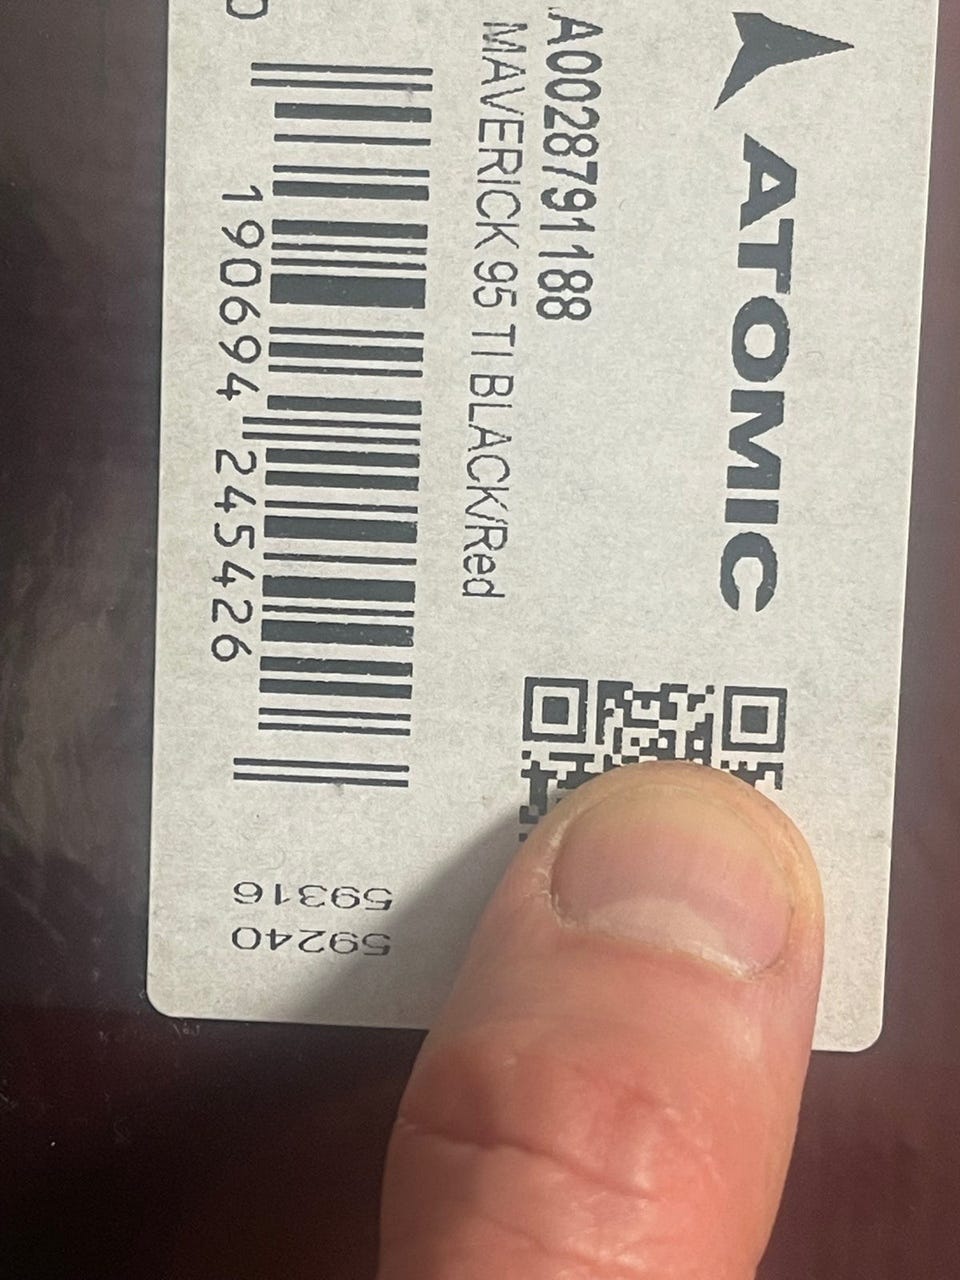 ATOMIC
A0028791188
MAVERICK 95 TI BLACK/Red
190694 245426
59240
59316